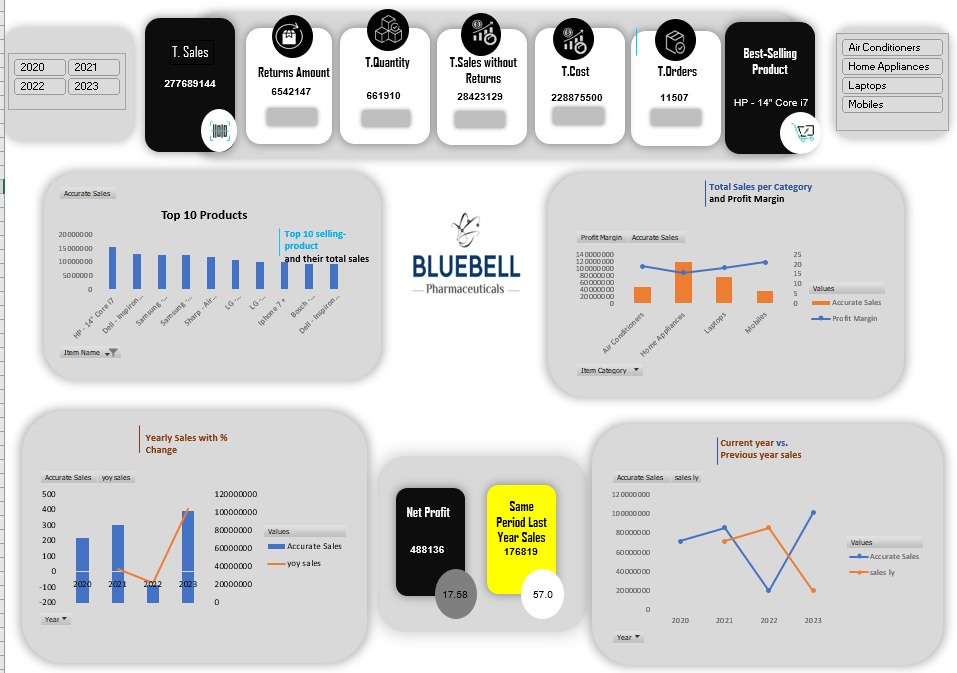 2020
2021
2022
2023
T. Sales
277689144
Returns Amount
6542147
T.Quantity
661910
T.Sales without
Returns
28423129
T.Cost
228875500
T.Orders
11507
Best-Selling
Product
HP - 14" Core i7
Air Conditioners
Home Appliances
Laptops
Mobiles
Accurate Sales
Top 10 Products
Top 10 selling-
product
and their total sales
20000000
15000000
10000000
5000000
0
HP - 14" Core i7
Dell - Inspiron...
Samsung -...
Samsung -...
Sharp - Air...
LG -...
LG -...
Iphone 7 +
Bosch -...
Dell - Inspiron...
Item Name
BLUEBELL
Pharmaceuticals
Total Sales per Category
and Profit Margin
Profit Margin
Accurate Sales
140000000
120000000
100000000
80000000
60000000
40000000
20000000
0
25
20
15
10
5
0
Air Conditioners
Home Appliances
Laptops
Mobiles
Values
Accurate Sales
Profit Margin
Item Category
Yearly Sales with %
Change
Accurate Sales
yoy sales
500
400
300
200
100
0
-100
-200
120000000
100000000
80000000
60000000
40000000
20000000
0
2020
2021
2022
2023
Values
Accurate Sales
yoy sales
Year
Net Profit
488136
17.58
Same
Period Last
Year Sales
176819
57.0
Current year vs.
Previous year sales
Accurate Sales
sales ly
120000000
100000000
80000000
60000000
40000000
20000000
0
2020
2021
2022
2023
Values
Accurate Sales
sales ly
Year